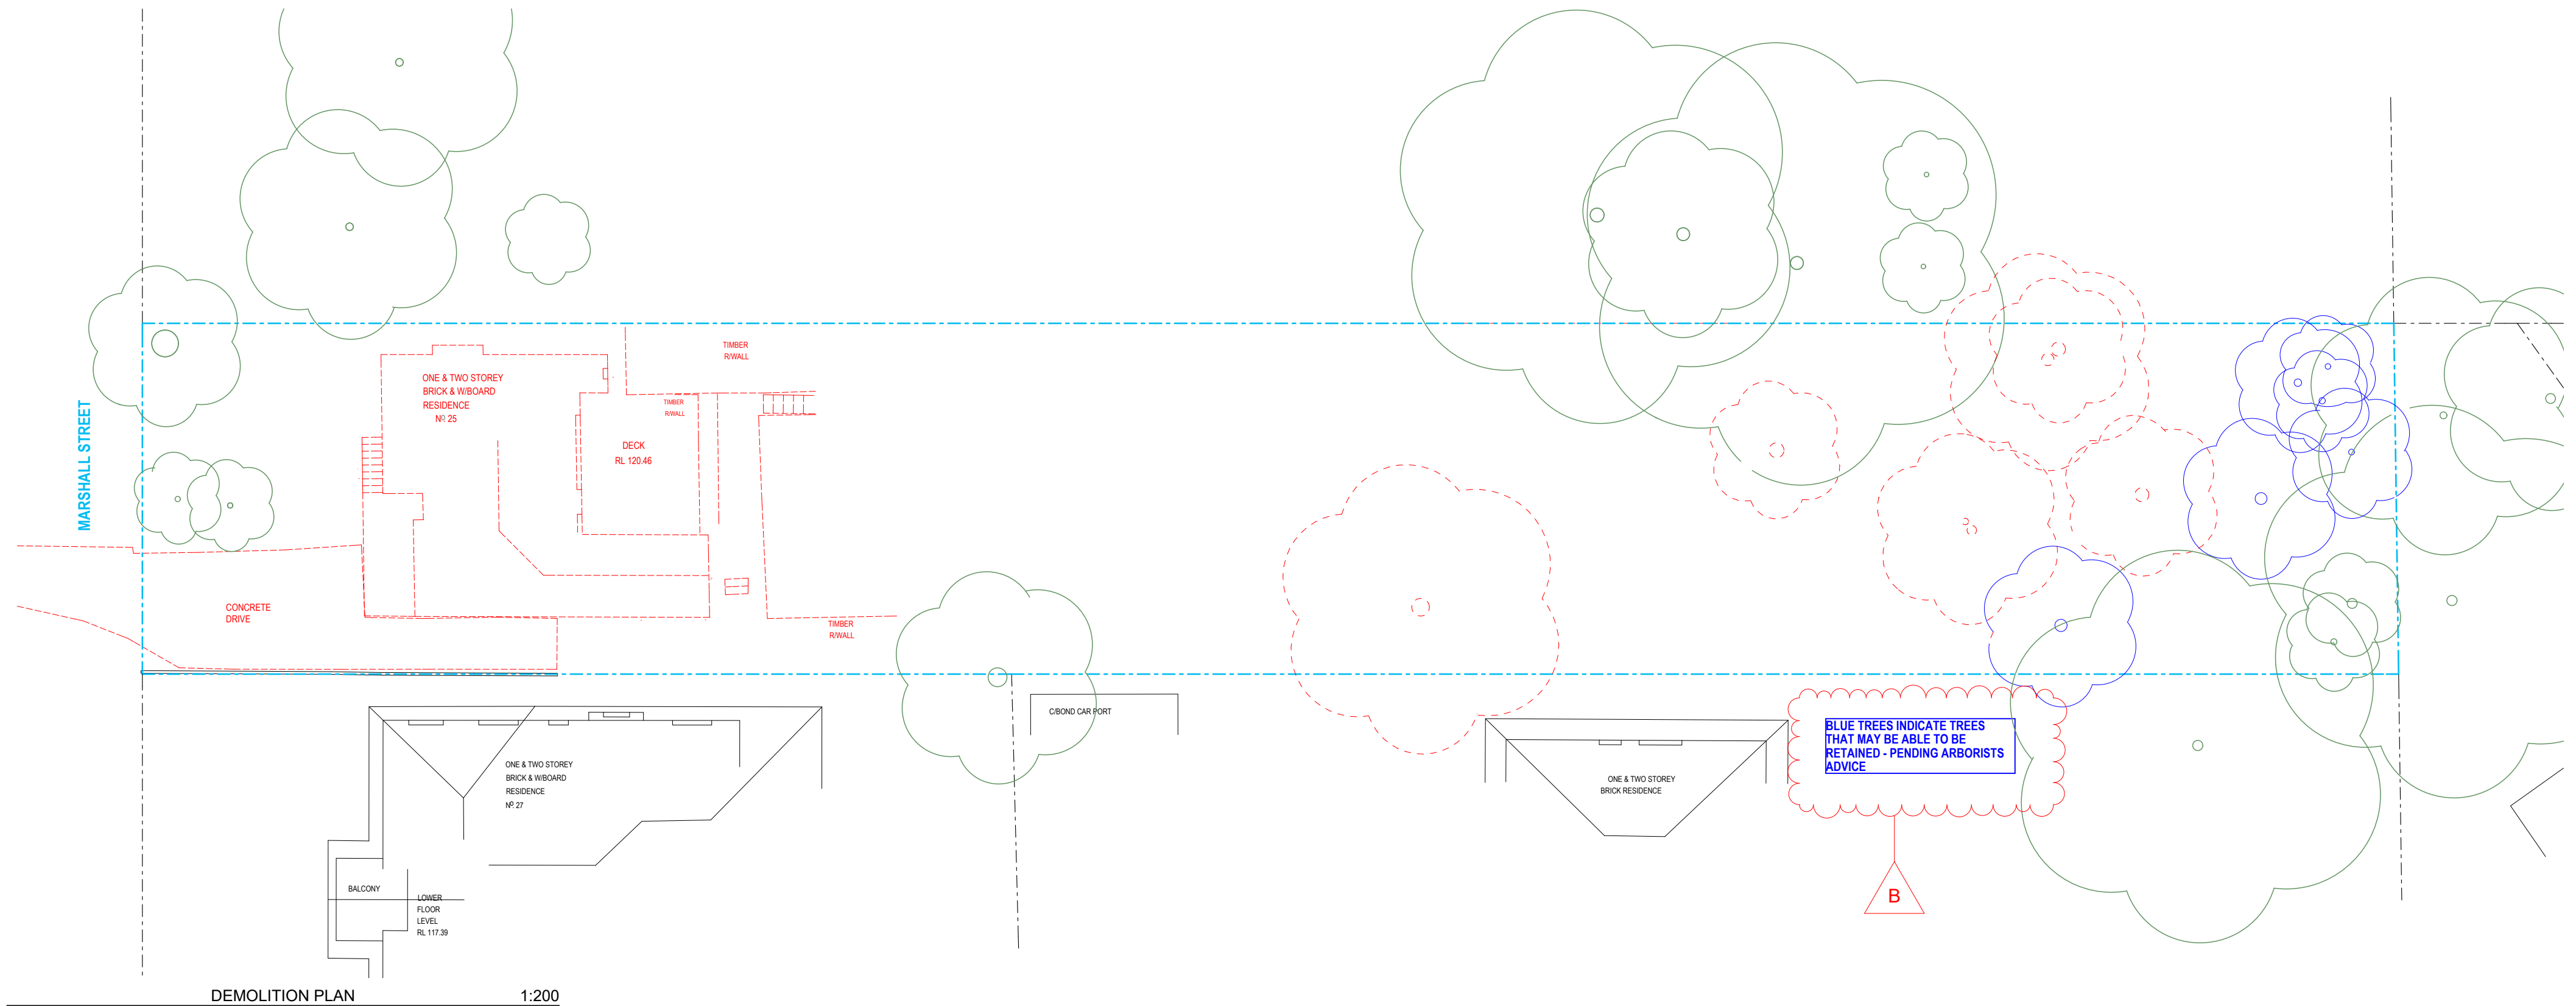 MARSHALL STREET
ONE & TWO STOREY
BRICK & W/BOARD
RESIDENCE
Nº 25
TIMBER
R/WALL
TIMBER
R/WALL
DECK
RL 120.46
CONCRETE
DRIVE
TIMBER
R/WALL
C/BOND CAR PORT
ONE & TWO STOREY
BRICK & W/BOARD
RESIDENCE
Nº 27
BALCONY
LOWER
FLOOR
LEVEL
RL 117.39
ONE & TWO STOREY
BRICK RESIDENCE
BLUE TREES INDICATE TREES
THAT MAY BE ABLE TO BE
RETAINED - PENDING ARBORISTS
ADVICE
B
DEMOLITION PLAN 1:200